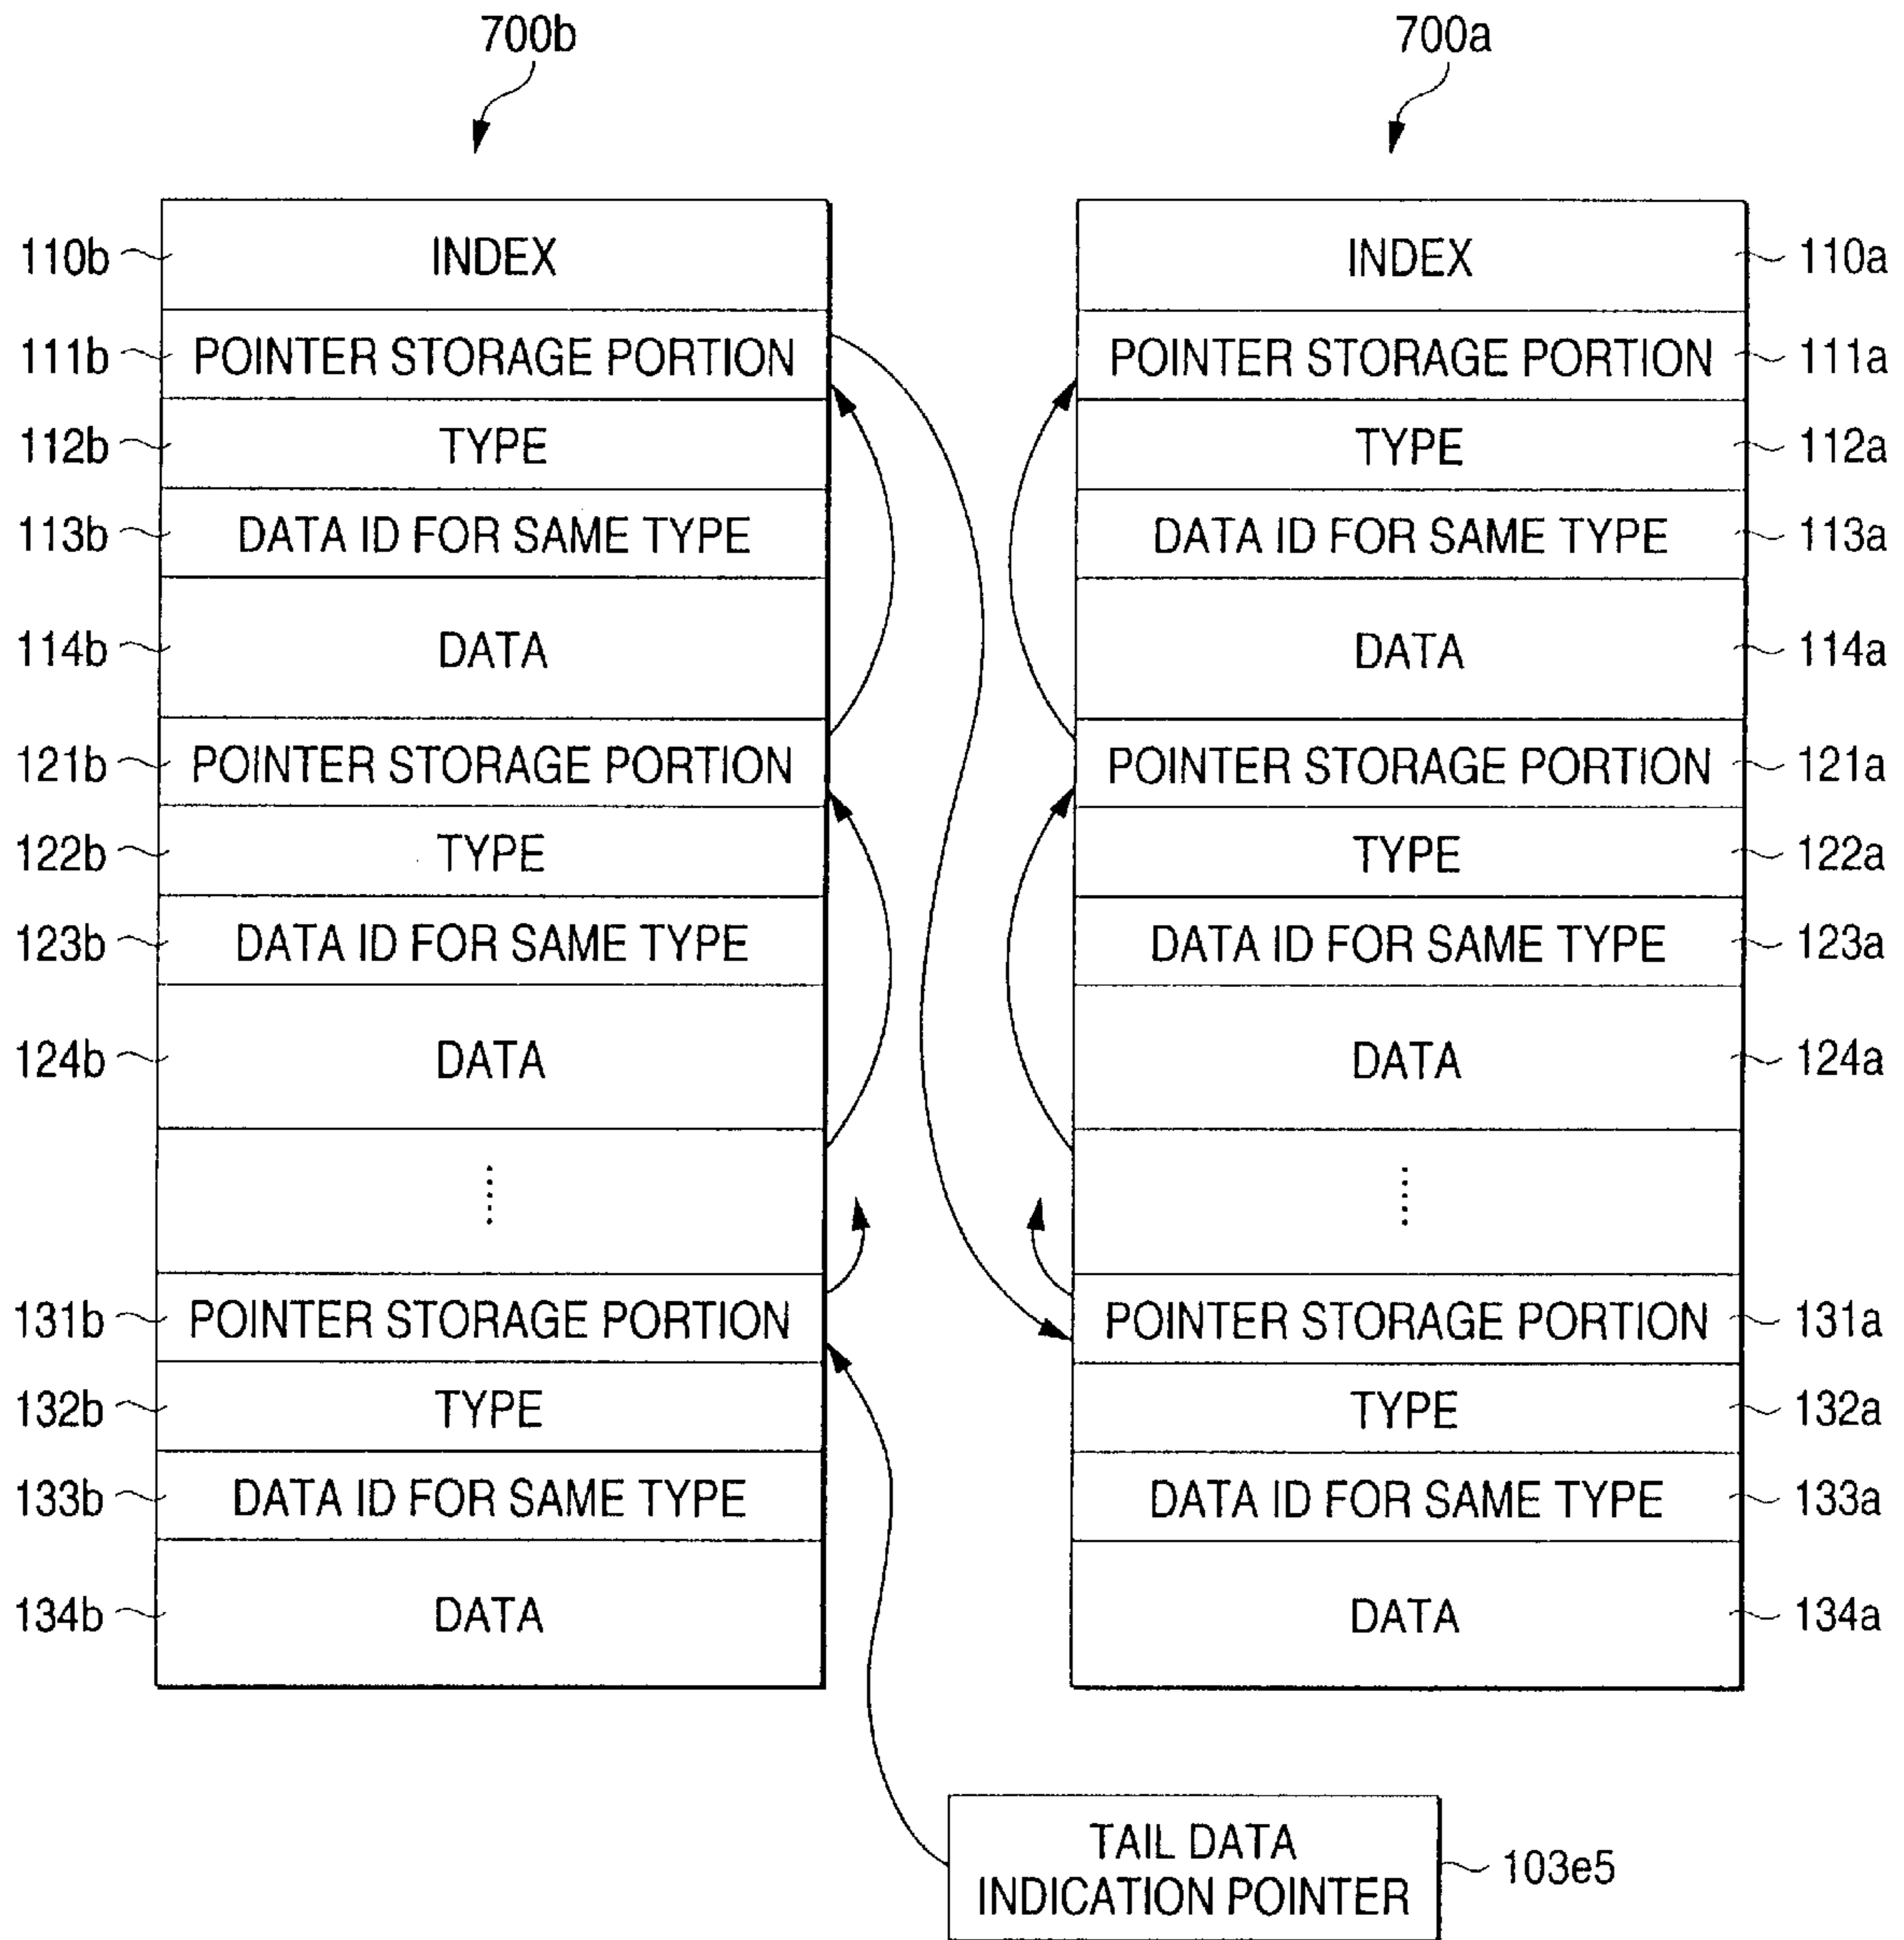 700b
700a
110b INDEX
111b POINTER STORAGE PORTION
112b TYPE
113b DATA ID FOR SAME TYPE
114b DATA
121b POINTER STORAGE PORTION
122b TYPE
123b DATA ID FOR SAME TYPE
124b DATA
131b POINTER STORAGE PORTION
132b TYPE
133b DATA ID FOR SAME TYPE
134b DATA
INDEX 110a
POINTER STORAGE PORTION 111a
TYPE 112a
DATA ID FOR SAME TYPE 113a
DATA 114a
POINTER STORAGE PORTION 121a
TYPE 122a
DATA ID FOR SAME TYPE 123a
DATA 124a
POINTER STORAGE PORTION 131a
TYPE 132a
DATA ID FOR SAME TYPE 133a
DATA 134a
TAIL DATA
INDICATION POINTER
103e5